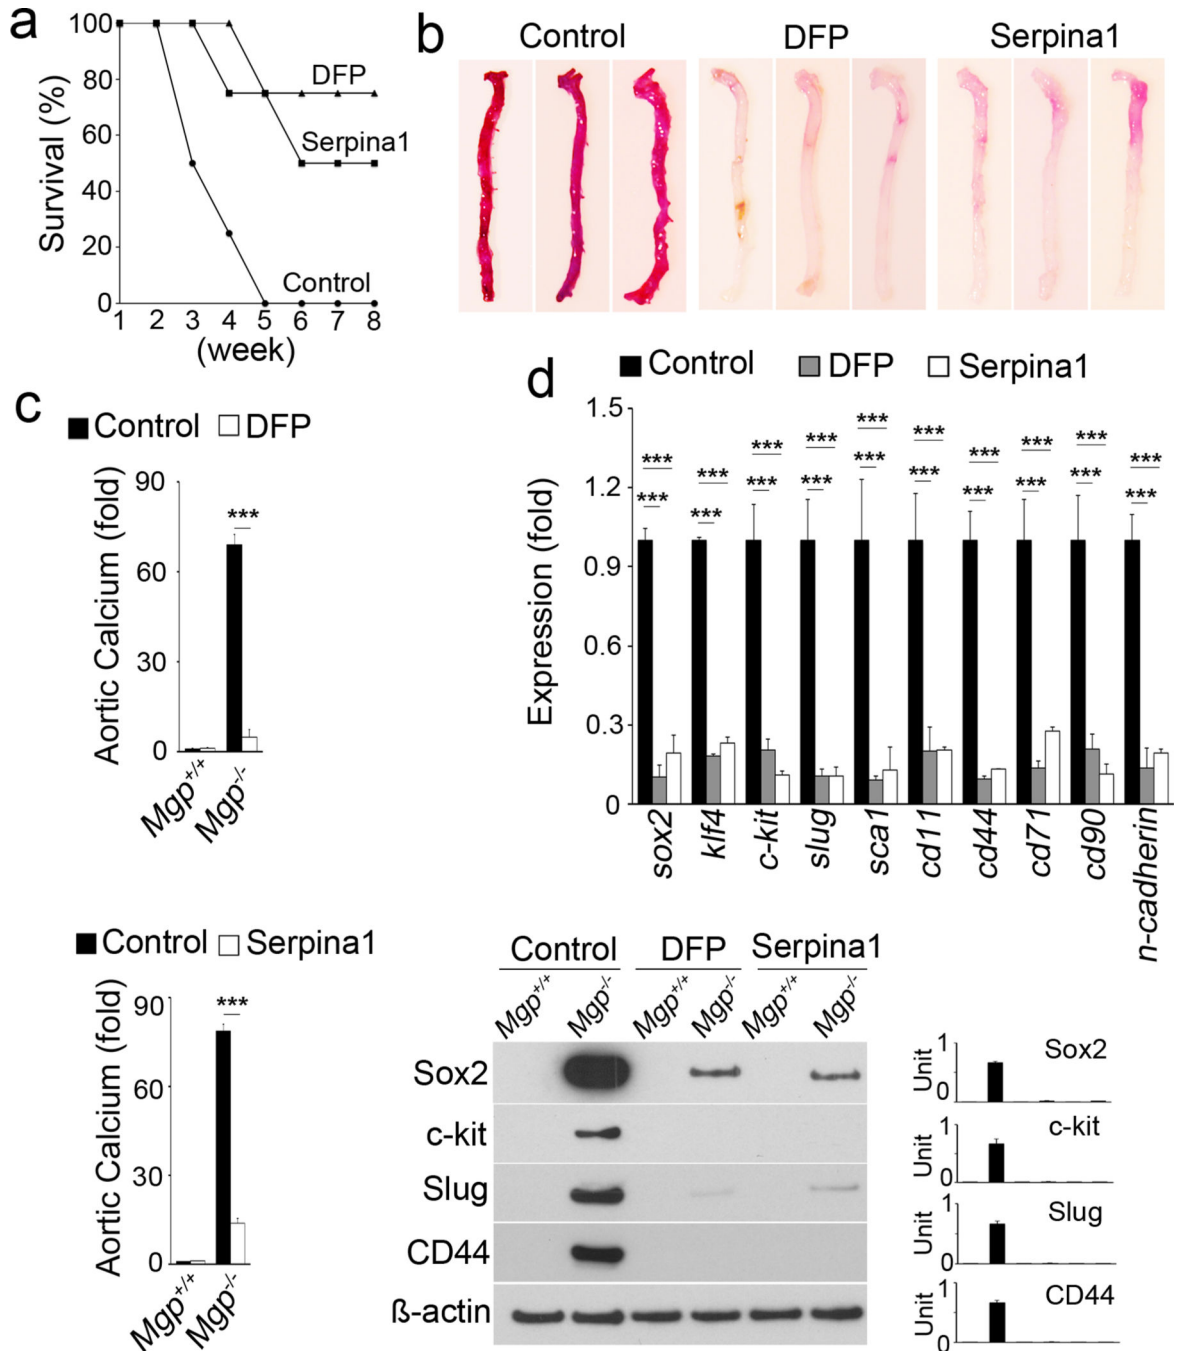 a
Survival (%)
100
80
60
40
20
0
DFP
Serpina1
Control
1 2 3 4 5 6 7 8
(week)
b
Control DFP Serpina1
c
Control DFP
Aortic Calcium (fold)
90
60
30
0
***
Mgp+/+
Mgp-/-
Control Serpina1
Aortic Calcium (fold)
90
60
30
0
***
Mgp+/+
Mgp-/-
d
Control DFP Serpina1
Expression (fold)
1.5
1.2
0.9
0.6
0.3
0
*** *** *** *** *** *** *** *** *** ***
*** *** *** *** *** *** *** *** *** ***
sox2
klf4
c-kit
slug
sca1
cd11
cd44
cd71
cd90
n-cadherin
Control DFP Serpina1
Mgp+/+ Mgp-/- Mgp+/+ Mgp-/- Mgp+/+ Mgp-/-
Sox2
c-kit
Slug
CD44
ß-actin
Unit 1 0 Sox2
Unit 1 0 c-kit
Unit 1 0 Slug
Unit 1 0 CD44